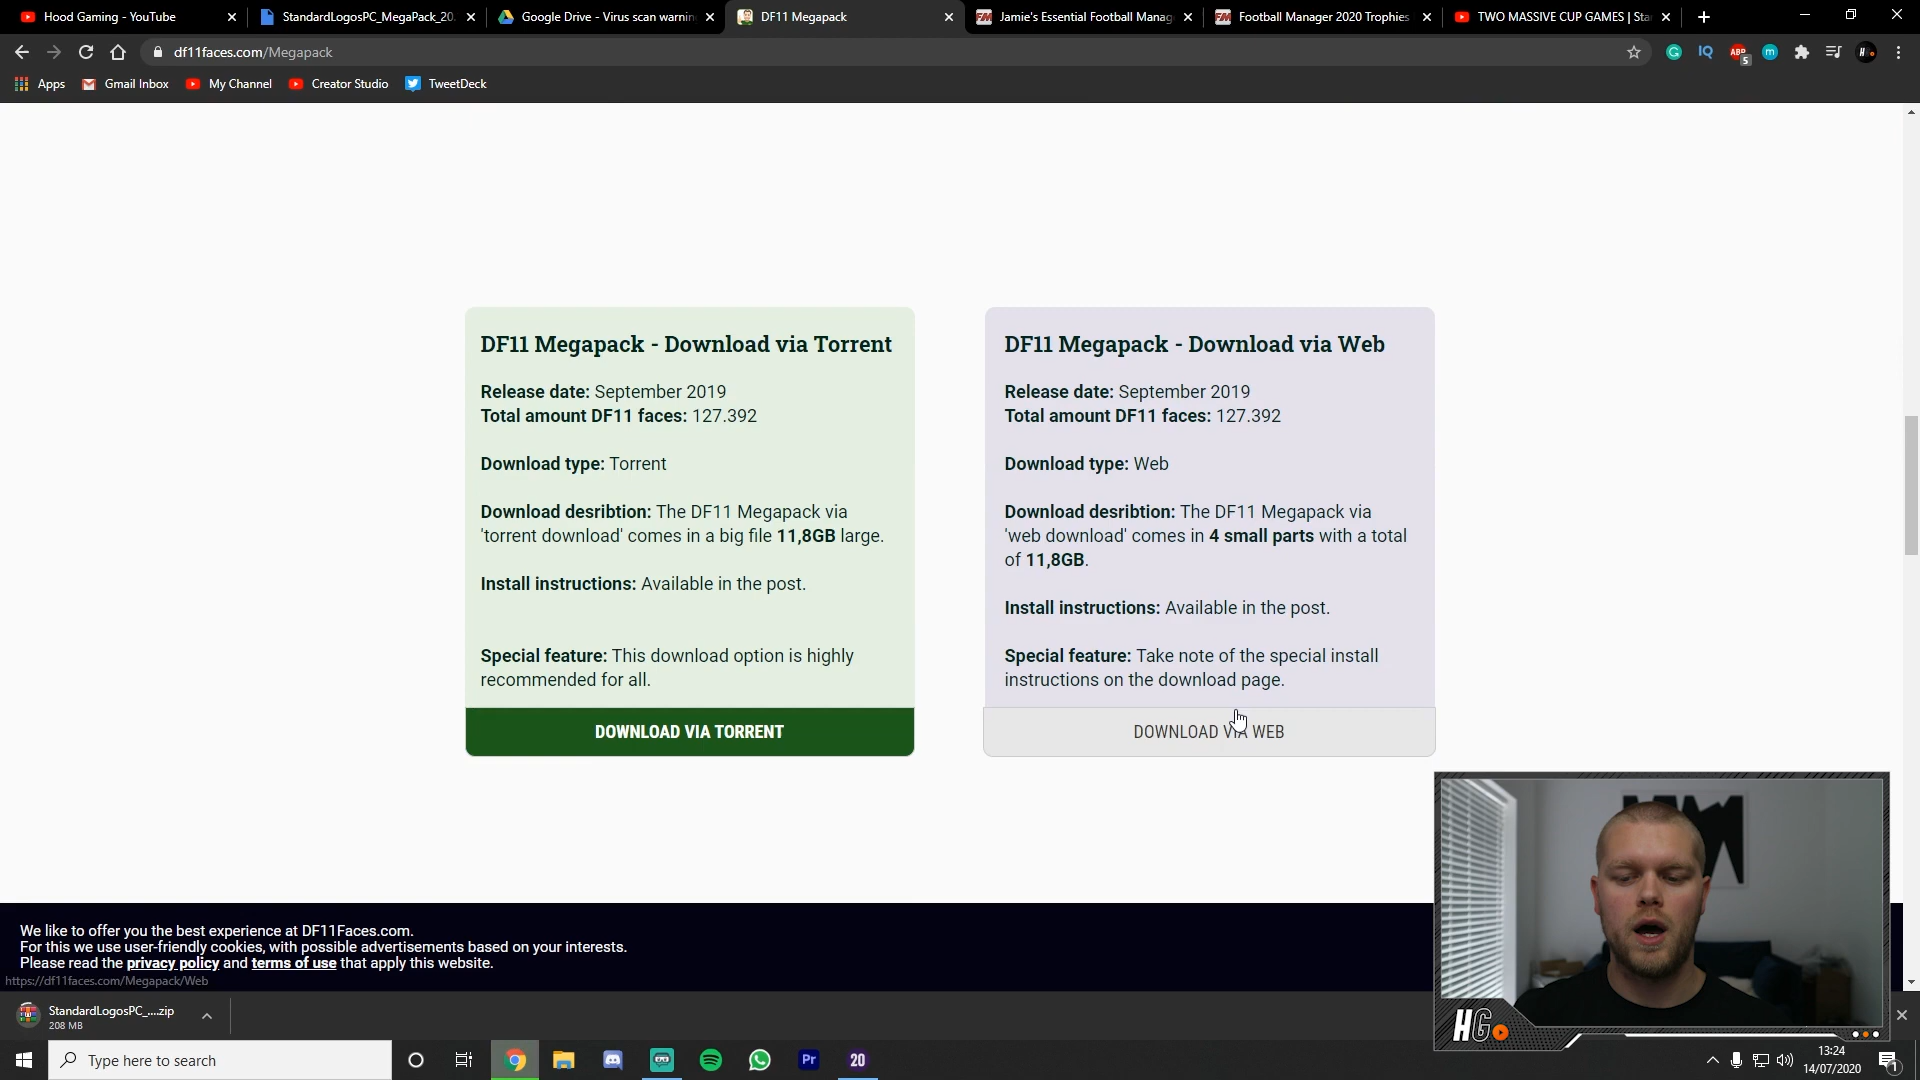 Hood Gaming - YouTube
StandardLogosPC_MegaPack_20
Google Drive - Virus scan warnin
DF11 Megapack
Jamie's Essential Football Manag
Football Manager 2020 Trophies
TWO MASSIVE CUP GAMES | Sta
df11faces.com/Megapack
Apps
Gmail Inbox
My Channel
Creator Studio
TweetDeck
DF11 Megapack - Download via Torrent
Release date: September 2019
Total amount DF11 faces: 127.392
Download type: Torrent
Download desribtion: The DF11 Megapack via
'torrent download' comes in a big file 11,8GB large.
Install instructions: Available in the post.
Special feature: This download option is highly
recommended for all.
DOWNLOAD VIA TORRENT
DF11 Megapack - Download via Web
Release date: September 2019
Total amount DF11 faces: 127.392
Download type: Web
Download desribtion: The DF11 Megapack via
'web download' comes in 4 small parts with a total
of 11,8GB.
Install instructions: Available in the post.
Special feature: Take note of the special install
instructions on the download page.
DOWNLOAD VIA WEB
We like to offer you the best experience at DF11Faces.com.
For this we use user-friendly cookies, with possible advertisements based on your interests.
Please read the privacy policy and terms of use that apply this website.
https://df11faces.com/Megapack/Web
StandardLogosPC_....zip
208 MB
HG
Type here to search
Pr
20
13:24
14/07/2020
1